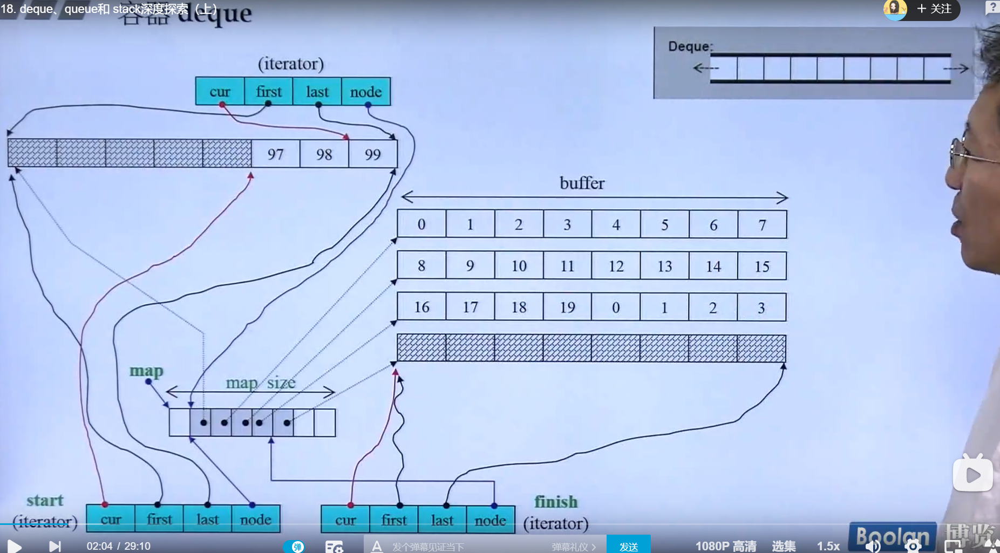 18. deque、queue和 stack深度探索（上）
容器 deque
+ 关注
?
Deque:
(iterator)
cur first last node
97 98 99
buffer
0 1 2 3 4 5 6 7
8 9 10 11 12 13 14 15
16 17 18 19 0 1 2 3
map
map size
start
(iterator)
cur first last node
cur first last node
finish
(iterator)
Boolan
博览
02:04 / 29:10
弹
A 发个弹幕见证当下
弹幕礼仪 >
发送
1080P 高清
选集
1.5x